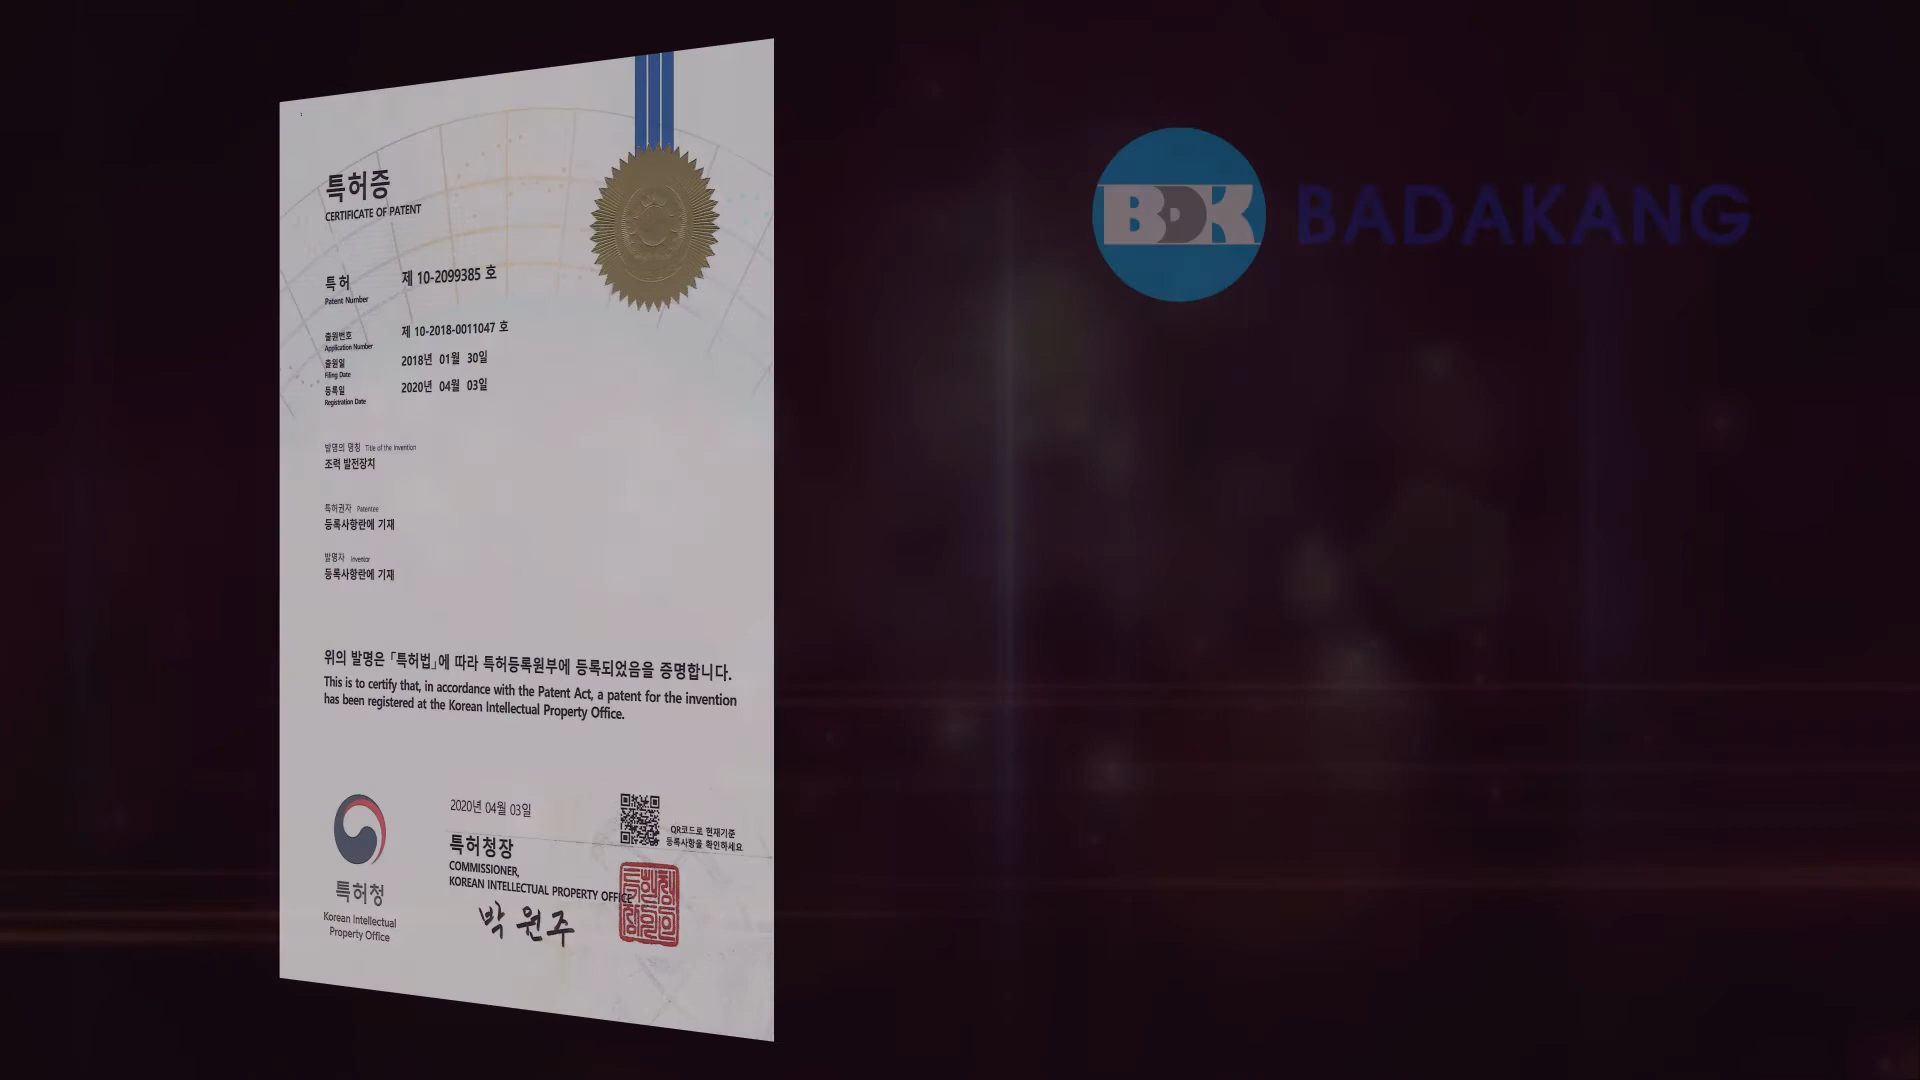 특허증
CERTIFICATE OF PATENT
특허
Patent Number
제 10-2099385 호
출원번호
Application Number
제 10-2018-0011047 호
출원일
Filing Date
2018년 01월 30일
등록일
Registration Date
2020년 04월 03일
발명의 명칭 Title of the Invention
조력 발전장치
특허권자 Patentee
등록사항란에 기재
발명자 Inventor
등록사항란에 기재
위의 발명은 「특허법」에 따라 특허등록원부에 등록되었음을 증명합니다.
This is to certify that, in accordance with the Patent Act, a patent for the invention
has been registered at the Korean Intellectual Property Office.
2020년 04월 03일
QR코드로 현재기준
등록사항을 확인하세요
특허청장
COMMISSIONER,
KOREAN INTELLECTUAL PROPERTY OFFICE
박원주
특허청
Korean Intellectual
Property Office
BDK
BADAKANG